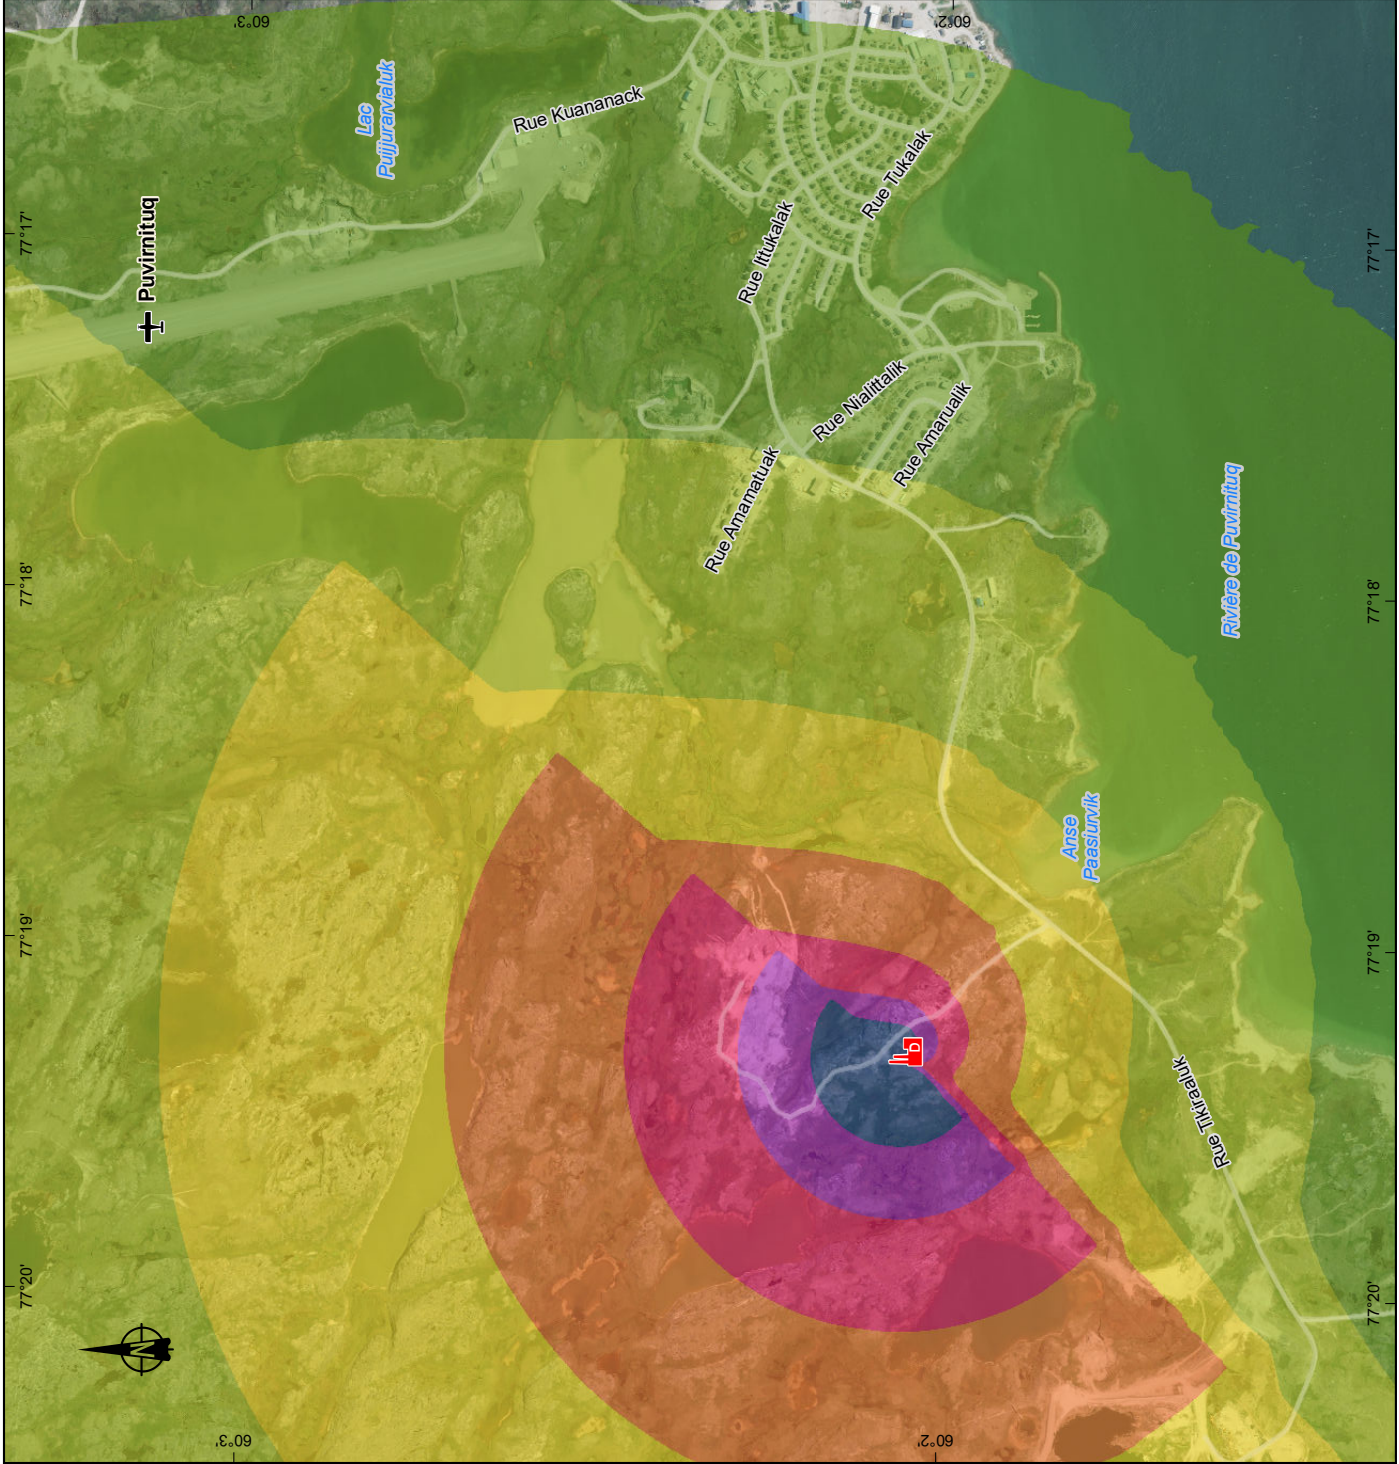 60°3'
60°2'
Lac
Puijjurarvialuk
Rue Kuananack
Rue Tukalak
77°17'
Puvirnituq
Rue Ittukalak
77°17'
Rue Nialittalik
Rue Amarualik
Rue Amamatuak
Rivière de Puvirnituq
77°18'
77°18'
Anse
Paasiurvik
77°19'
77°19'
D
Rue Tikiraaluk
77°20'
77°20'
N
60°3'
60°2'